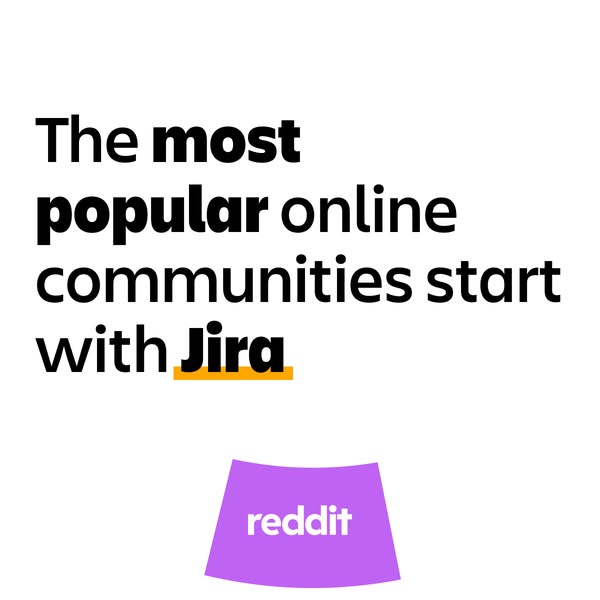 The most
popular online
communities start
with Jira
reddit